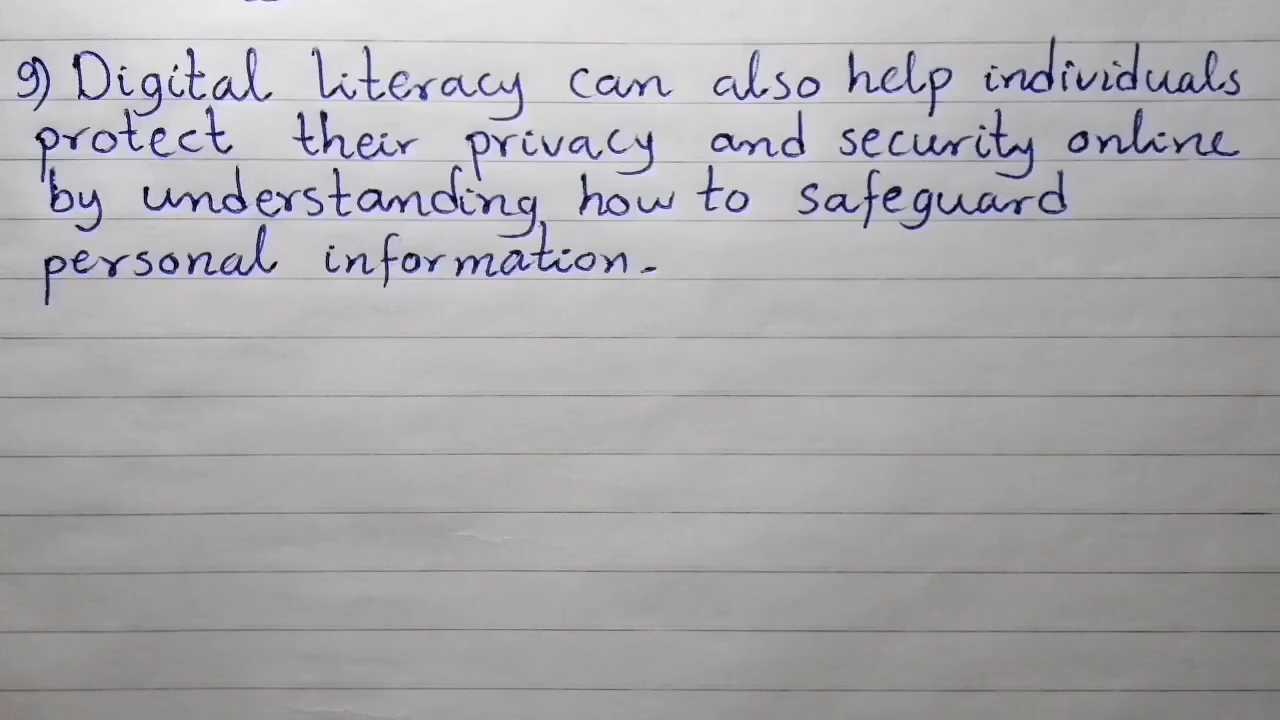 9) Digital literacy can also help individuals
protect their privacy and security online
by understanding how to safeguard
personal information.